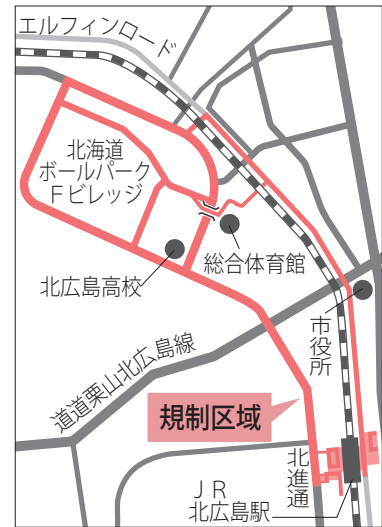 エルフィンロード
北海道
ボールパーク
Fビレッジ
総合体育館
北広島高校
市役所
道道栗山北広島線
規制区域
北進通
JR
北広島駅